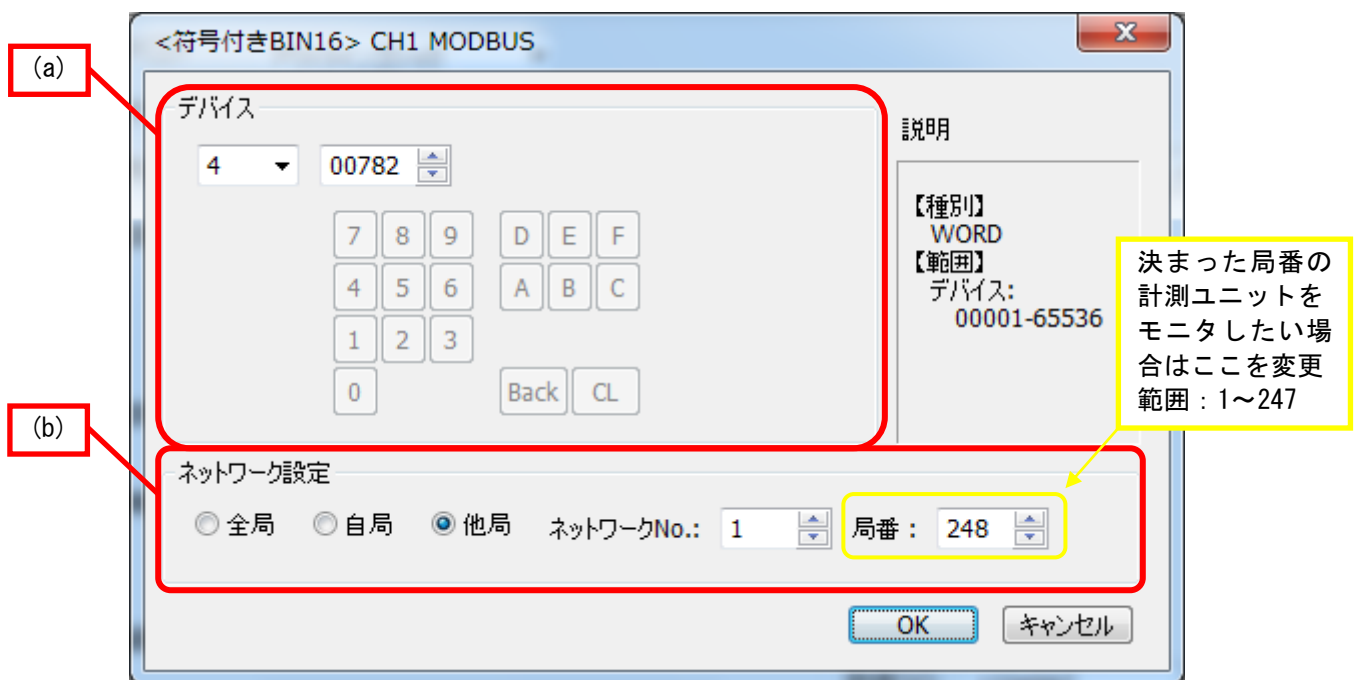 <符号付きBIN16> CH1 MODBUS
x
(a)
デバイス
4
00782
7 8 9 D E F
4 5 6 A B C
1 2 3
0 Back CL
説明
【種別】
WORD
【範囲】
デバイス:
00001-65536
決まった局番の
計測ユニットを
モニタしたい場
合はここを変更
範囲：1～247
(b)
ネットワーク設定
全局 自局 他局 ネットワークNo.: 1 局番： 248
OK キャンセル